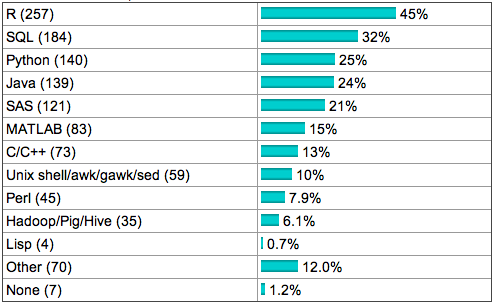 R (257) 45%
SQL (184) 32%
Python (140) 25%
Java (139) 24%
SAS (121) 21%
MATLAB (83) 15%
C/C++ (73) 13%
Unix shell/awk/gawk/sed (59) 10%
Perl (45) 7.9%
Hadoop/Pig/Hive (35) 6.1%
Lisp (4) 0.7%
Other (70) 12.0%
None (7) 1.2%